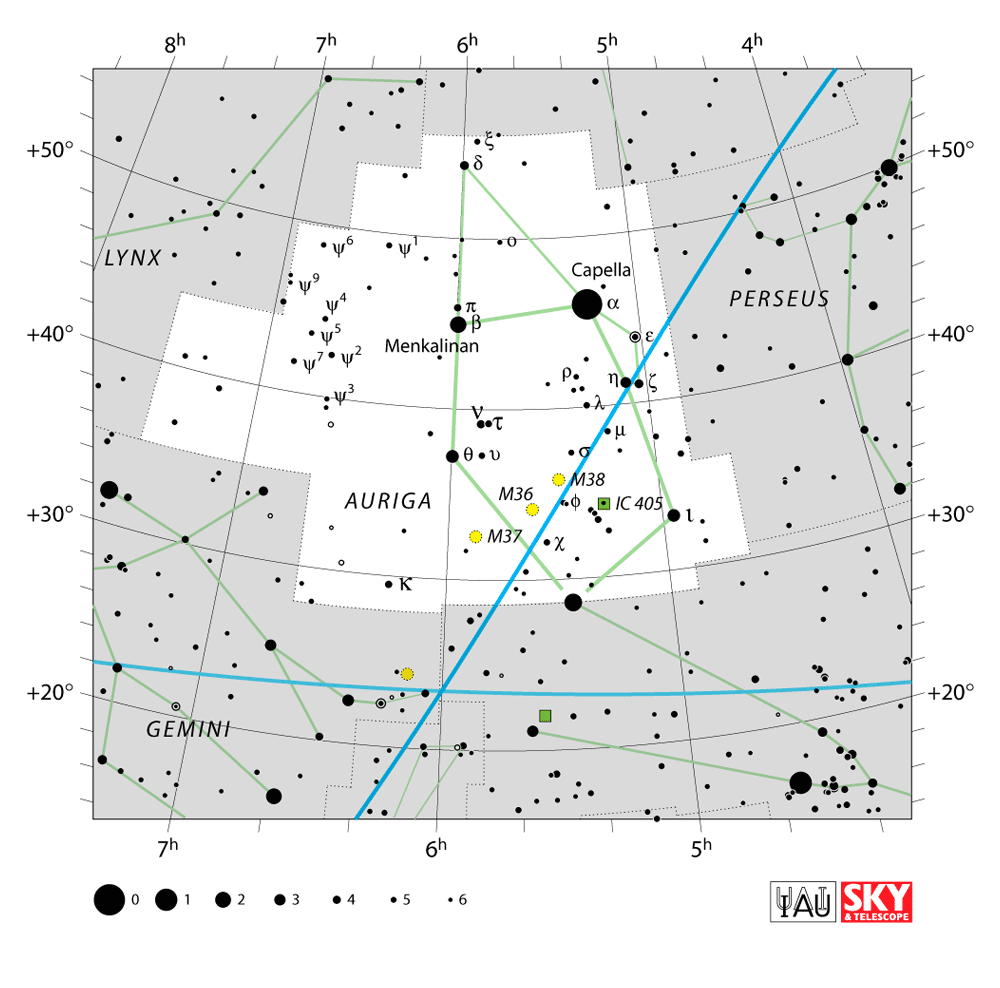 8h 7h 6h 5h 4h
+50° +50°
ξ
δ
ο
ψ6 ψ1
LYNX
Capella
ψ9
PERSEUS
ψ4 π α
β
+40° ψ5 ε +40°
Menkalinan
ψ7 ψ2
ρ η ζ
ψ3
λ
ν τ
μ
θ υ σ
M38
M36
AURIGA φ IC 405
+30° ι +30°
M37 χ
κ
+20° +20°
GEMINI
7h 6h 5h
0 1 2 3 4 5 6
IAU
SKY
& TELESCOPE